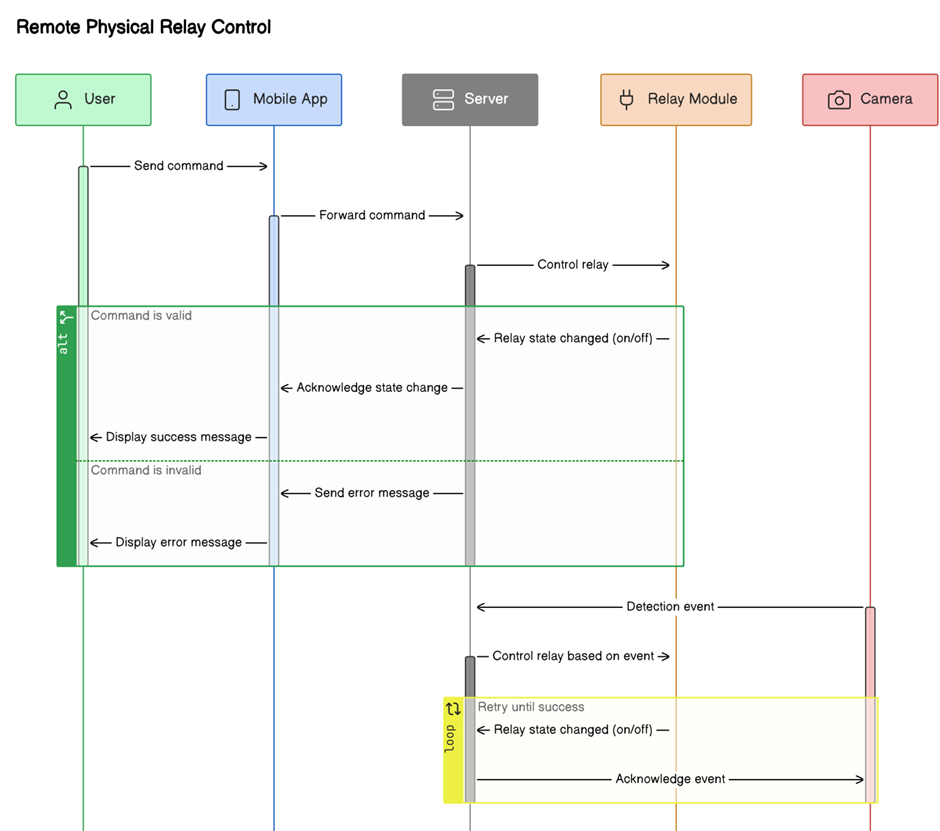 Remote Physical Relay Control
User
Mobile App
Server
Relay Module
Camera
Send command
Forward command
Control relay
alt
Command is valid
Relay state changed (on/off)
Acknowledge state change
Display success message
Command is invalid
Send error message
Display error message
Detection event
Control relay based on event
loop
Retry until success
Relay state changed (on/off)
Acknowledge event